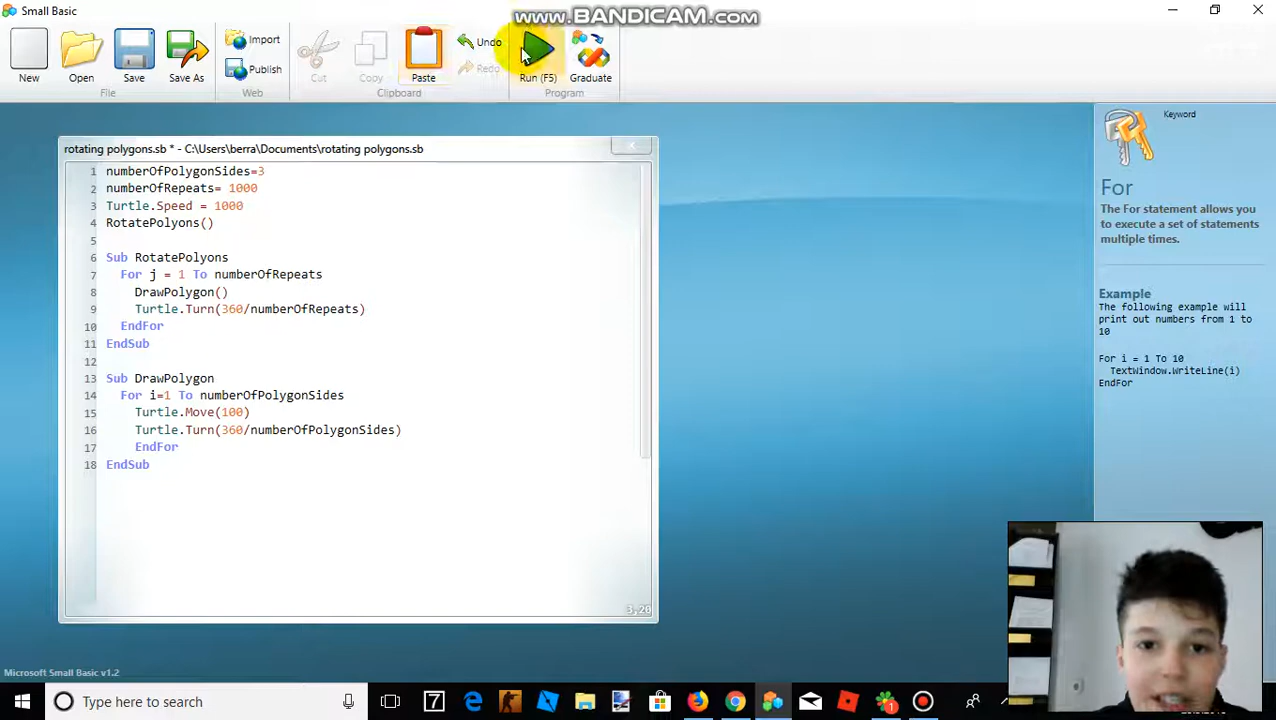 Small Basic
www.BANDICAM.com
New
Open
Save
Save As
Import
Publish
Cut
Copy
Paste
Undo
Redo
Run (F5)
Graduate
File
Web
Clipboard
Program
rotating polygons.sb * - C:\Users\berra\Documents\rotating polygons.sb
1 numberOfPolygonSides=3
2 numberOfRepeats= 1000
3 Turtle.Speed = 1000
4 RotatePolyons()
5
6 Sub RotatePolyons
7 For j = 1 To numberOfRepeats
8 DrawPolygon()
9 Turtle.Turn(360/numberOfRepeats)
10 EndFor
11 EndSub
12
13 Sub DrawPolygon
14 For i=1 To numberOfPolygonSides
15 Turtle.Move(100)
16 Turtle.Turn(360/numberOfPolygonSides)
17 EndFor
18 EndSub
3,20
Keyword
For
The For statement allows you
to execute a set of statements
multiple times.
Example
The following example will
print out numbers from 1 to
10
For i = 1 To 10
TextWindow.WriteLine(i)
EndFor
Microsoft Small Basic v1.2
Type here to search
7
1